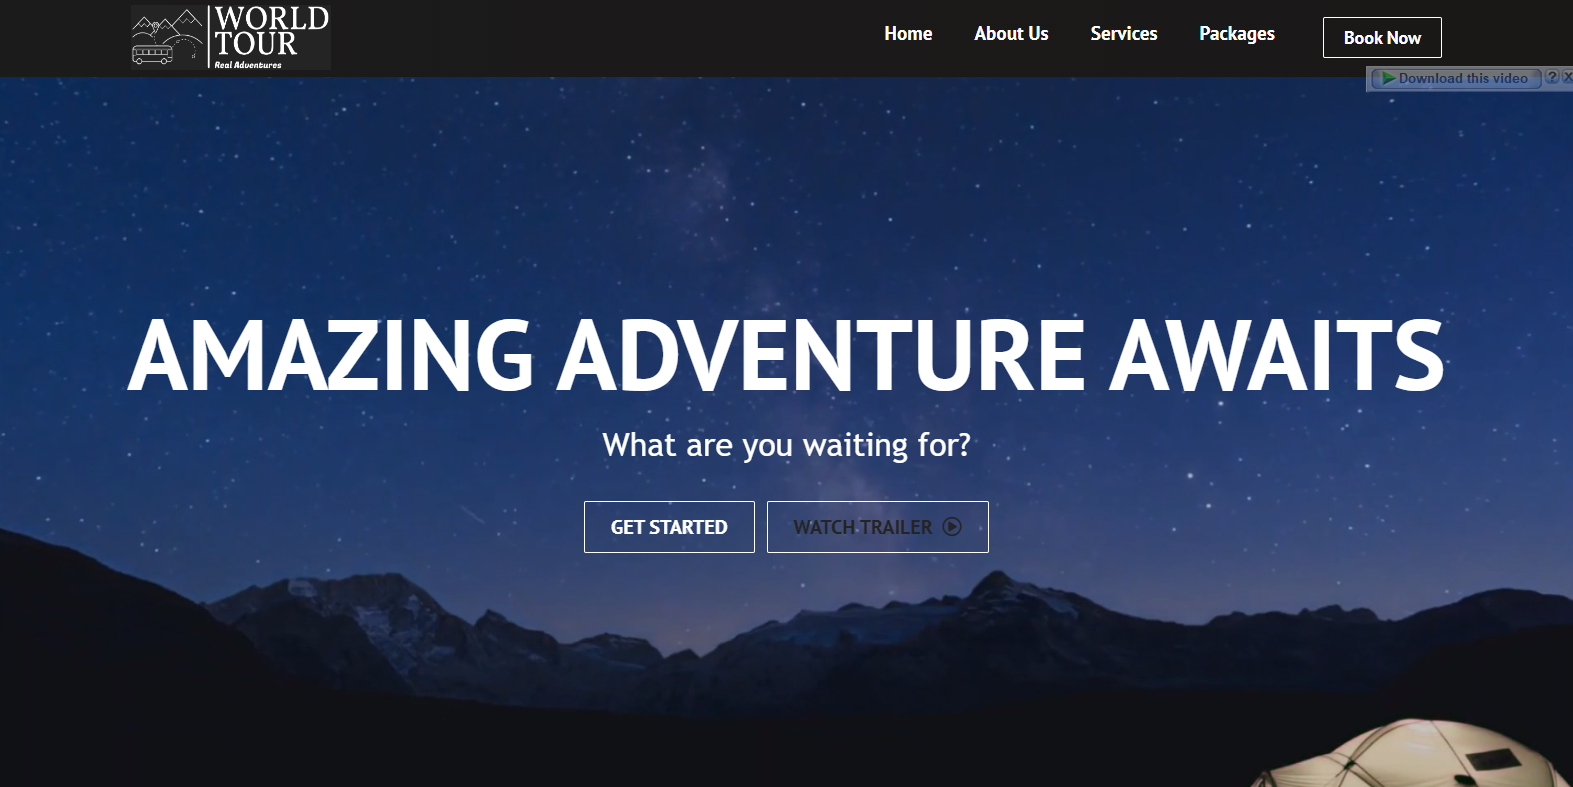 WORLD
TOUR
Real Adventures
Home About Us Services Packages Book Now
Download this video ? X
AMAZING ADVENTURE AWAITS
What are you waiting for?
GET STARTED WATCH TRAILER